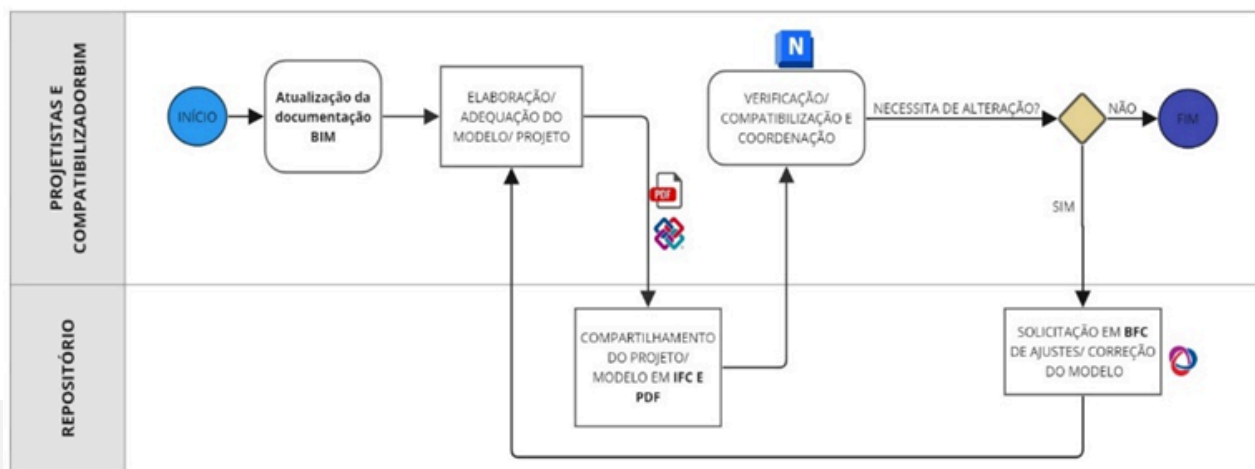 PROJETISTAS E
COMPATIBILIZADORBIM
INÍCIO
Atualização da
documentação
BIM
ELABORAÇÃO/
ADEQUAÇÃO DO
MODELO/ PROJETO
PDF
N
VERIFICAÇÃO/
COMPATIBILIZAÇÃO E
COORDENAÇÃO
NECESSITA DE ALTERAÇÃO?
NÃO
FIM
SIM
REPOSITÓRIO
COMPARTILHAMENTO
DO PROJETO/
MODELO EM IFC E
PDF
SOLICITAÇÃO EM BFC
DE AJUSTES/ CORREÇÃO
DO MODELO